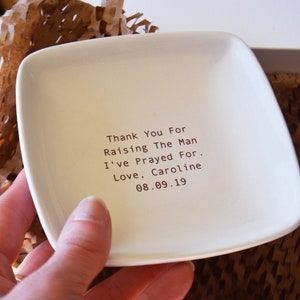 Thank You For
Raising The Man
I've Prayed For.
Love, Caroline
08.09.19